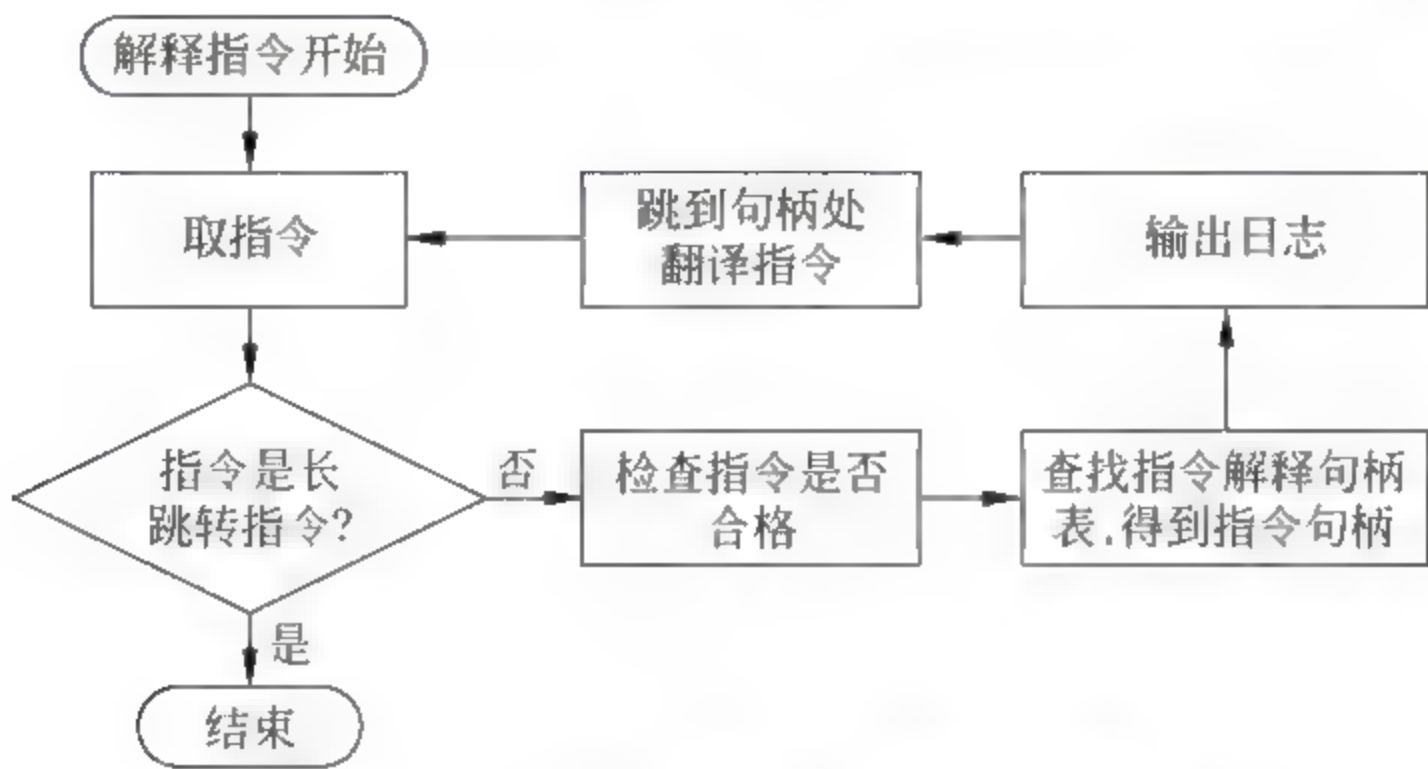 解释指令开始
取指令
跳到句柄处
翻译指令
输出日志
指令是长
跳转指令?
否
检查指令是否
合格
查找指令解释句柄
表,得到指令句柄
是
结束